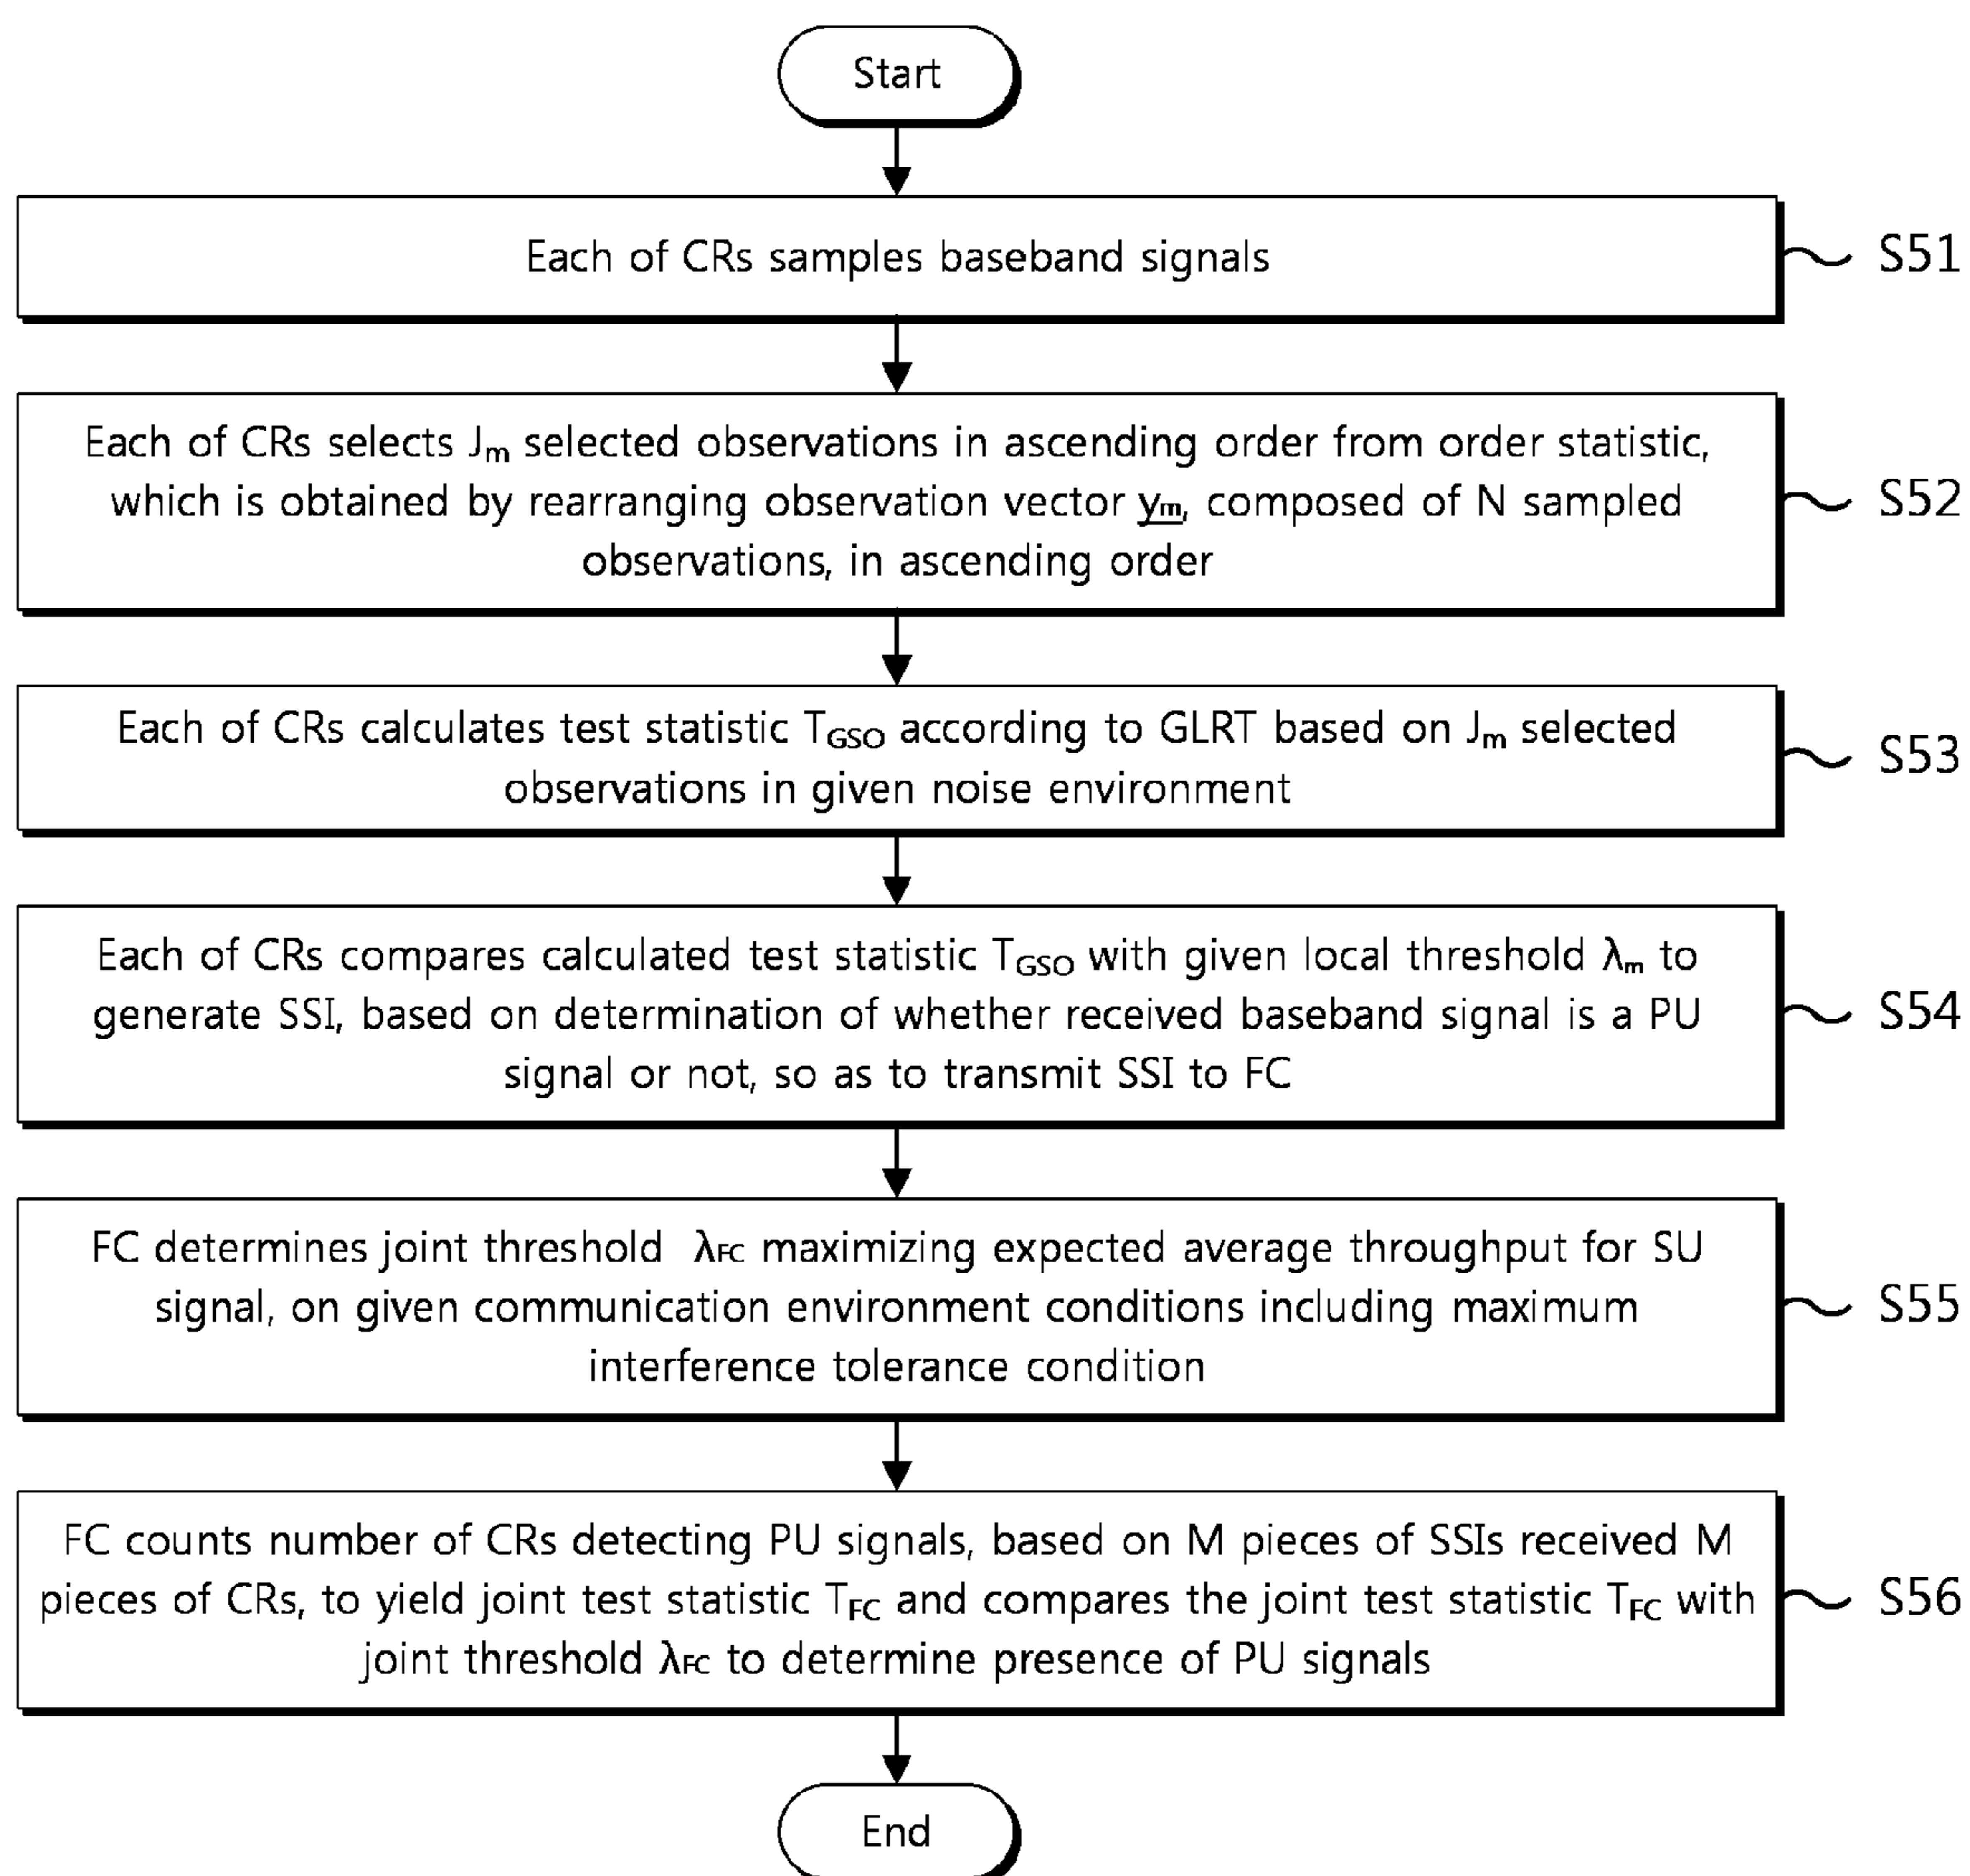 Start
Each of CRs samples baseband signals
S51
Each of CRs selects Jm selected observations in ascending order from order statistic,
which is obtained by rearranging observation vector ym, composed of N sampled
observations, in ascending order
S52
Each of CRs calculates test statistic TGSO according to GLRT based on Jm selected
observations in given noise environment
S53
Each of CRs compares calculated test statistic TGSO with given local threshold λm to
generate SSI, based on determination of whether received baseband signal is a PU
signal or not, so as to transmit SSI to FC
S54
FC determines joint threshold λFC maximizing expected average throughput for SU
signal, on given communication environment conditions including maximum
interference tolerance condition
S55
FC counts number of CRs detecting PU signals, based on M pieces of SSIs received M
pieces of CRs, to yield joint test statistic TFC and compares the joint test statistic TFC with
joint threshold λFC to determine presence of PU signals
S56
End